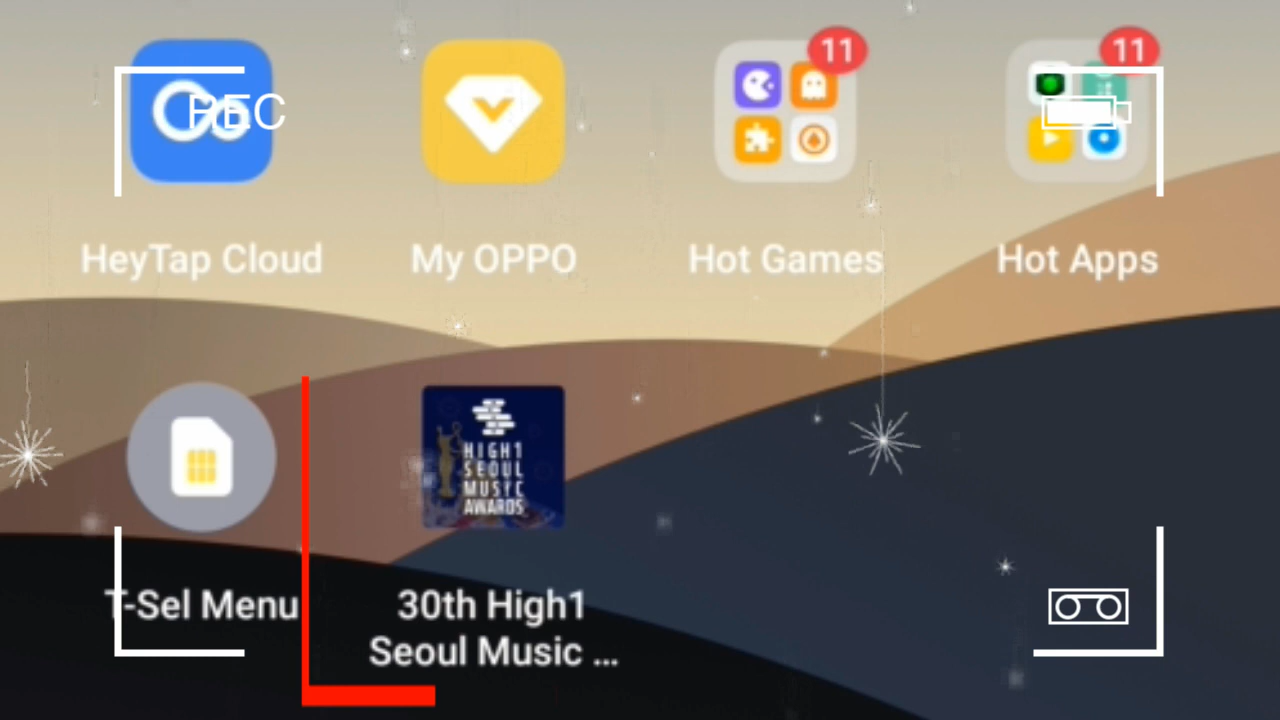 11
11
REC
HeyTap Cloud
My OPPO
Hot Games
Hot Apps
HIGH1
SEOUL
MUSIC
AWARDS
T-Sel Menu
30th High1
Seoul Music ...